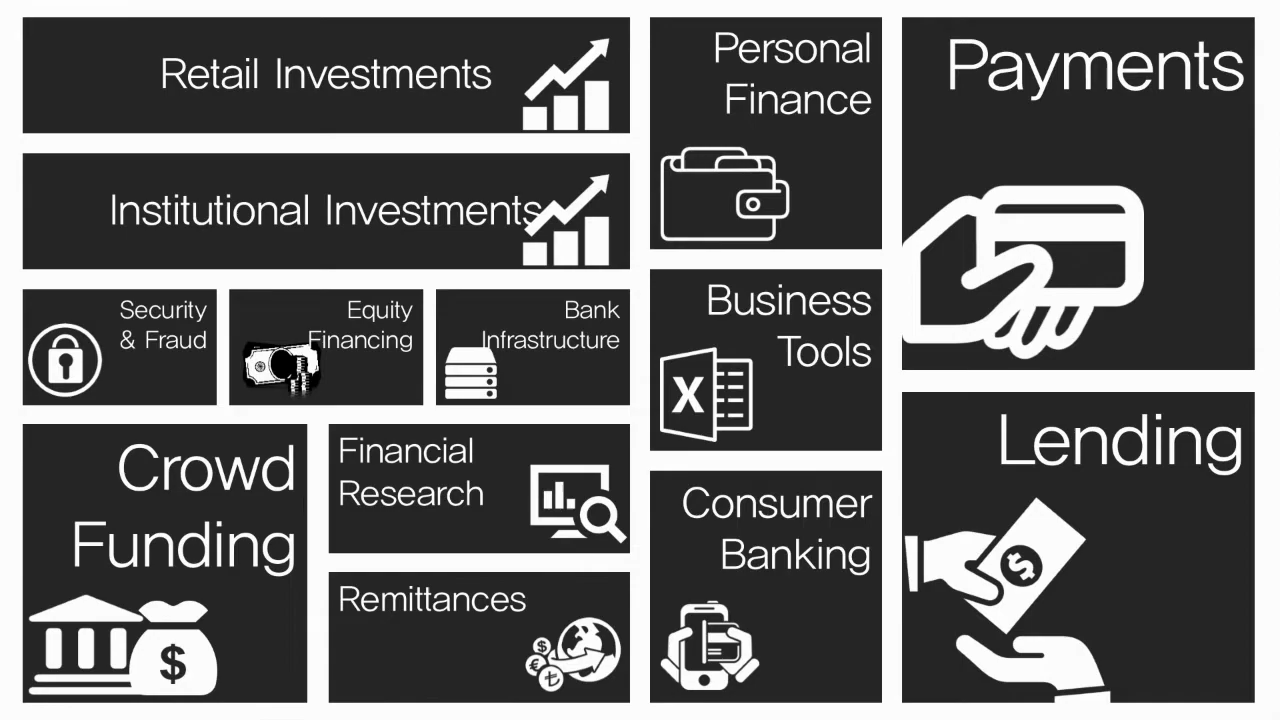 Retail Investments
Institutional Investments
Security
& Fraud
Equity
Financing
Bank
Infrastructure
Crowd
Funding
$
Financial
Research
Remittances
$
€
₺
Personal
Finance
Business
Tools
X
Consumer
Banking
Payments
Lending
$